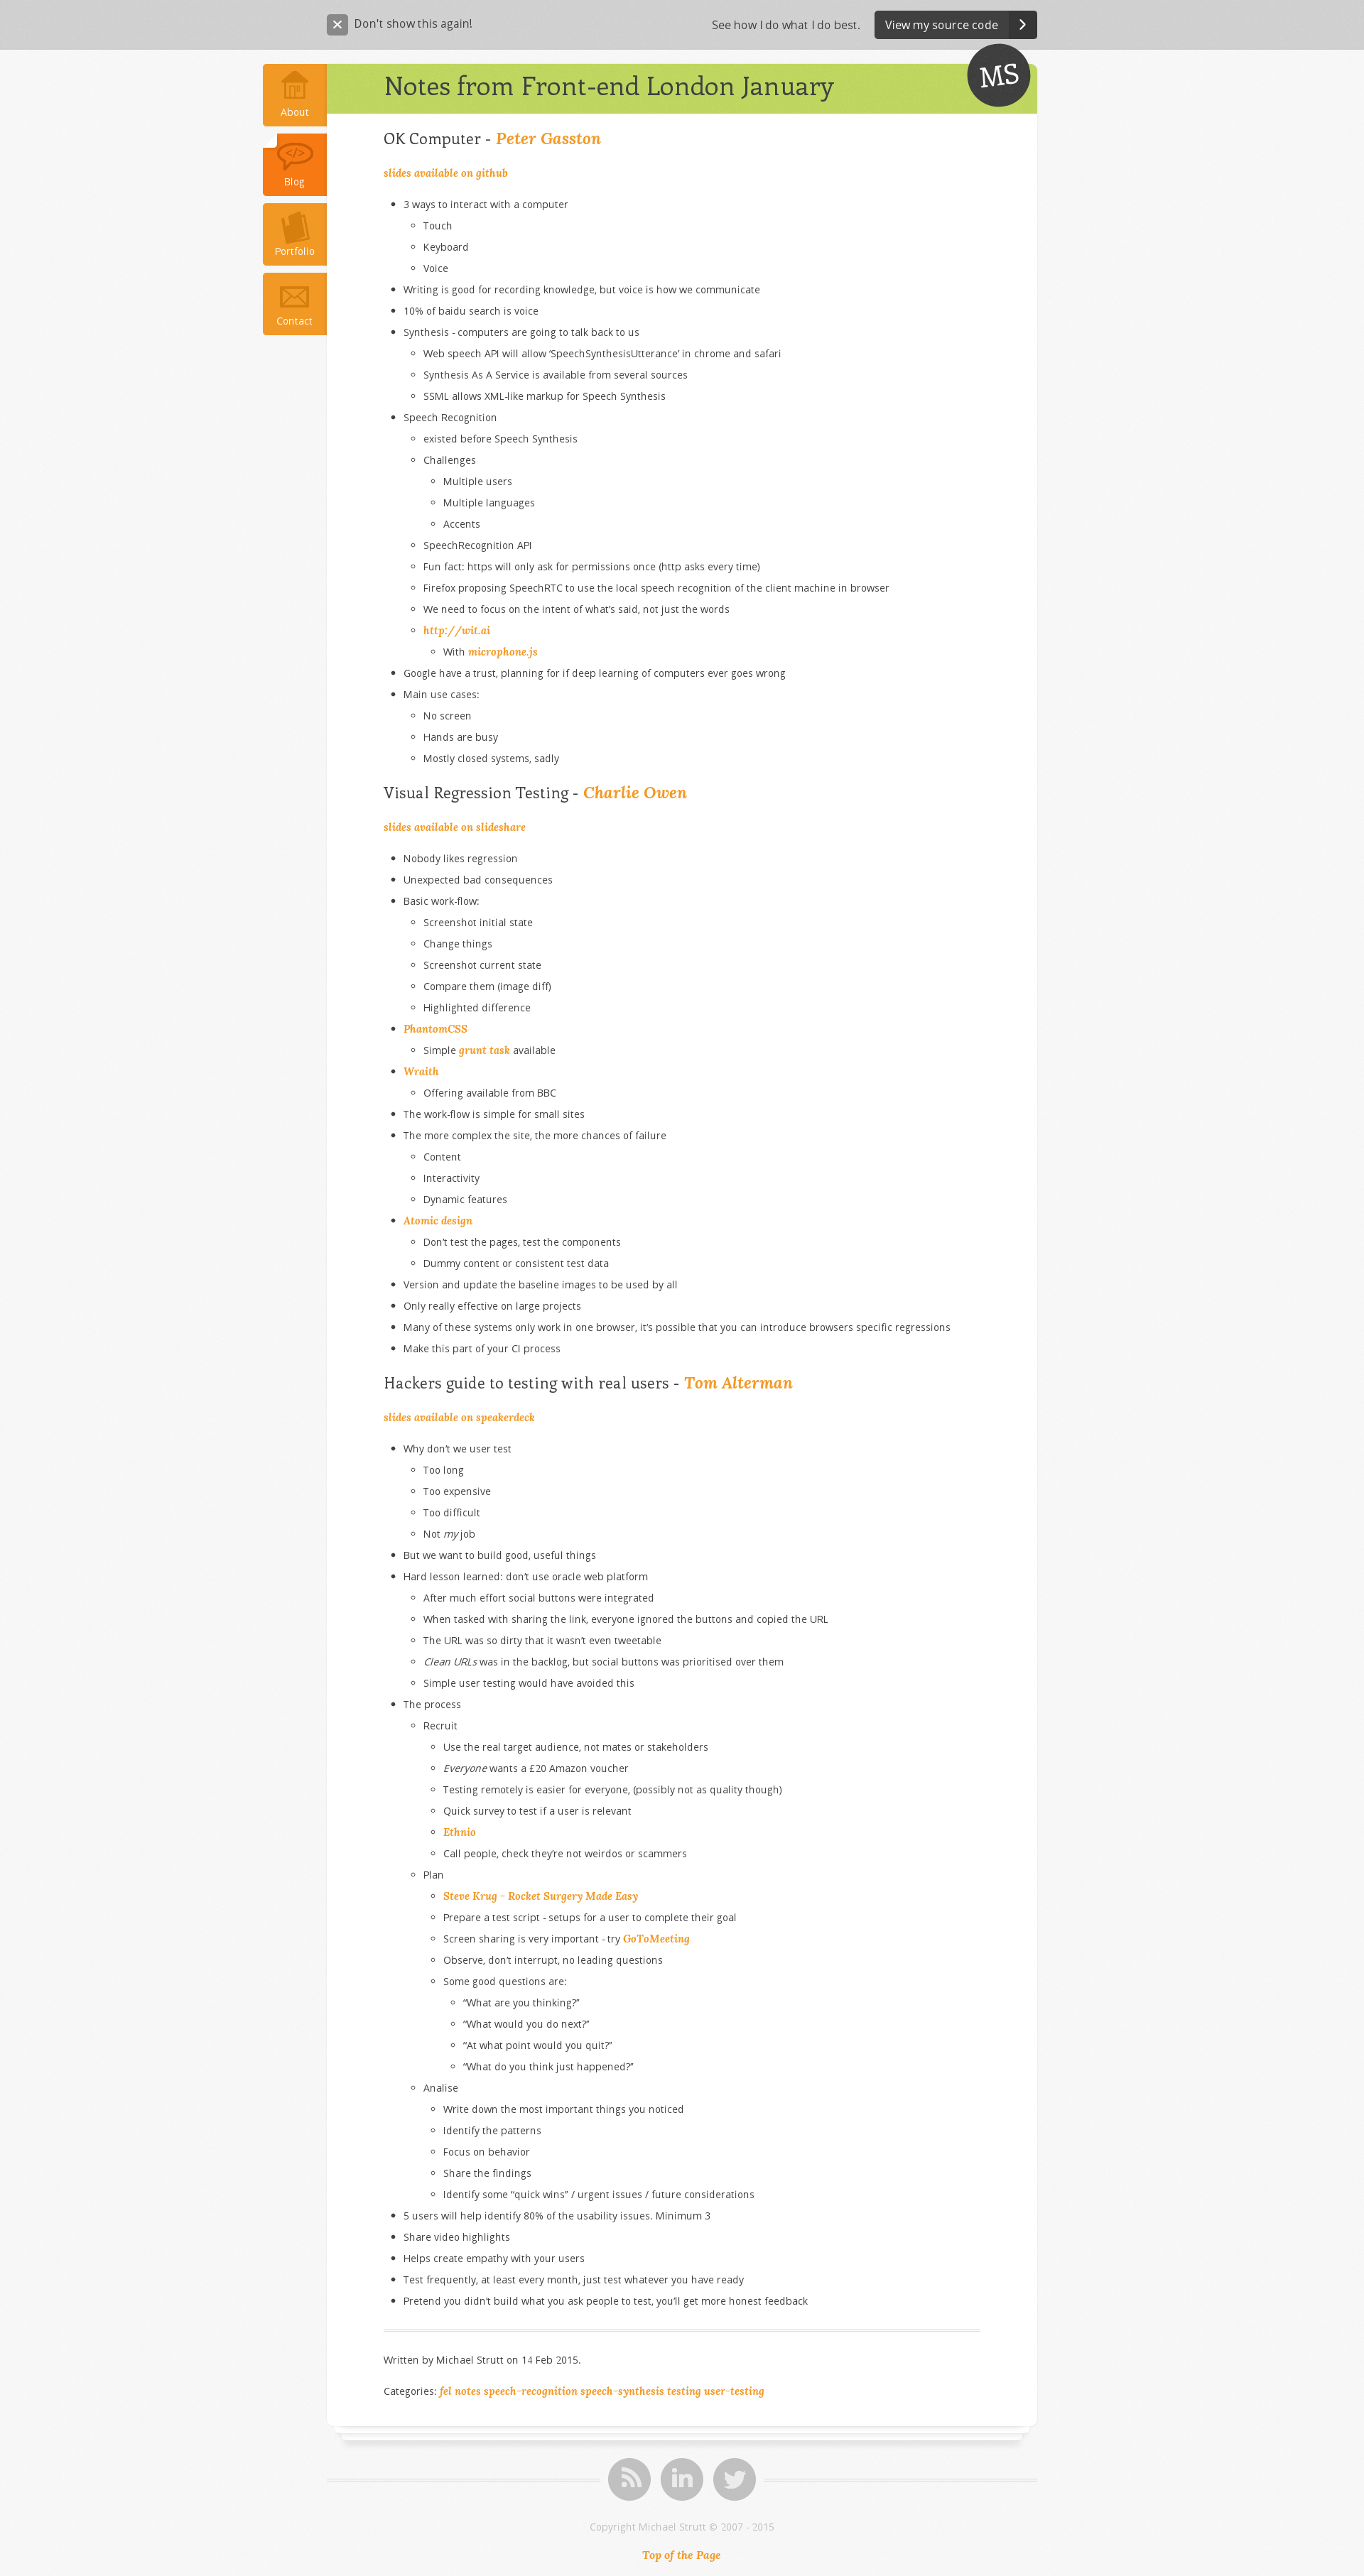 Don't show this again!
See how I do what I do best.
View my source code
MS
About
Blog
Portfolio
Contact
Notes from Front-end London January
OK Computer - Peter Gasston
slides available on github
3 ways to interact with a computer
Touch
Keyboard
Voice
Writing is good for recording knowledge, but voice is how we communicate
10% of baidu search is voice
Synthesis - computers are going to talk back to us
Web speech API will allow ‘SpeechSynthesisUtterance’ in chrome and safari
Synthesis As A Service is available from several sources
SSML allows XML-like markup for Speech Synthesis
Speech Recognition
existed before Speech Synthesis
Challenges
Multiple users
Multiple languages
Accents
SpeechRecognition API
Fun fact: https will only ask for permissions once (http asks every time)
Firefox proposing SpeechRTC to use the local speech recognition of the client machine in browser
We need to focus on the intent of what’s said, not just the words
http://wit.ai
With microphone.js
Google have a trust, planning for if deep learning of computers ever goes wrong
Main use cases:
No screen
Hands are busy
Mostly closed systems, sadly
Visual Regression Testing - Charlie Owen
slides available on slideshare
Nobody likes regression
Unexpected bad consequences
Basic work-flow:
Screenshot initial state
Change things
Screenshot current state
Compare them (image diff)
Highlighted difference
PhantomCSS
Simple grunt task available
Wraith
Offering available from BBC
The work-flow is simple for small sites
The more complex the site, the more chances of failure
Content
Interactivity
Dynamic features
Atomic design
Don’t test the pages, test the components
Dummy content or consistent test data
Version and update the baseline images to be used by all
Only really effective on large projects
Many of these systems only work in one browser, it’s possible that you can introduce browsers specific regressions
Make this part of your CI process
Hackers guide to testing with real users - Tom Alterman
slides available on speakerdeck
Why don’t we user test
Too long
Too expensive
Too difficult
Not my job
But we want to build good, useful things
Hard lesson learned: don’t use oracle web platform
After much effort social buttons were integrated
When tasked with sharing the link, everyone ignored the buttons and copied the URL
The URL was so dirty that it wasn’t even tweetable
Clean URLs was in the backlog, but social buttons was prioritised over them
Simple user testing would have avoided this
The process
Recruit
Use the real target audience, not mates or stakeholders
Everyone wants a £20 Amazon voucher
Testing remotely is easier for everyone, (possibly not as quality though)
Quick survey to test if a user is relevant
Ethnio
Call people, check they’re not weirdos or scammers
Plan
Steve Krug - Rocket Surgery Made Easy
Prepare a test script - setups for a user to complete their goal
Screen sharing is very important - try GoToMeeting
Observe, don’t interrupt, no leading questions
Some good questions are:
“What are you thinking?”
“What would you do next?”
“At what point would you quit?”
“What do you think just happened?”
Analise
Write down the most important things you noticed
Identify the patterns
Focus on behavior
Share the findings
Identify some “quick wins” / urgent issues / future considerations
5 users will help identify 80% of the usability issues. Minimum 3
Share video highlights
Helps create empathy with your users
Test frequently, at least every month, just test whatever you have ready
Pretend you didn’t build what you ask people to test, you’ll get more honest feedback
Written by Michael Strutt on 14 Feb 2015.
Categories: fel notes speech-recognition speech-synthesis testing user-testing
in
Copyright Michael Strutt © 2007 - 2015
Top of the Page